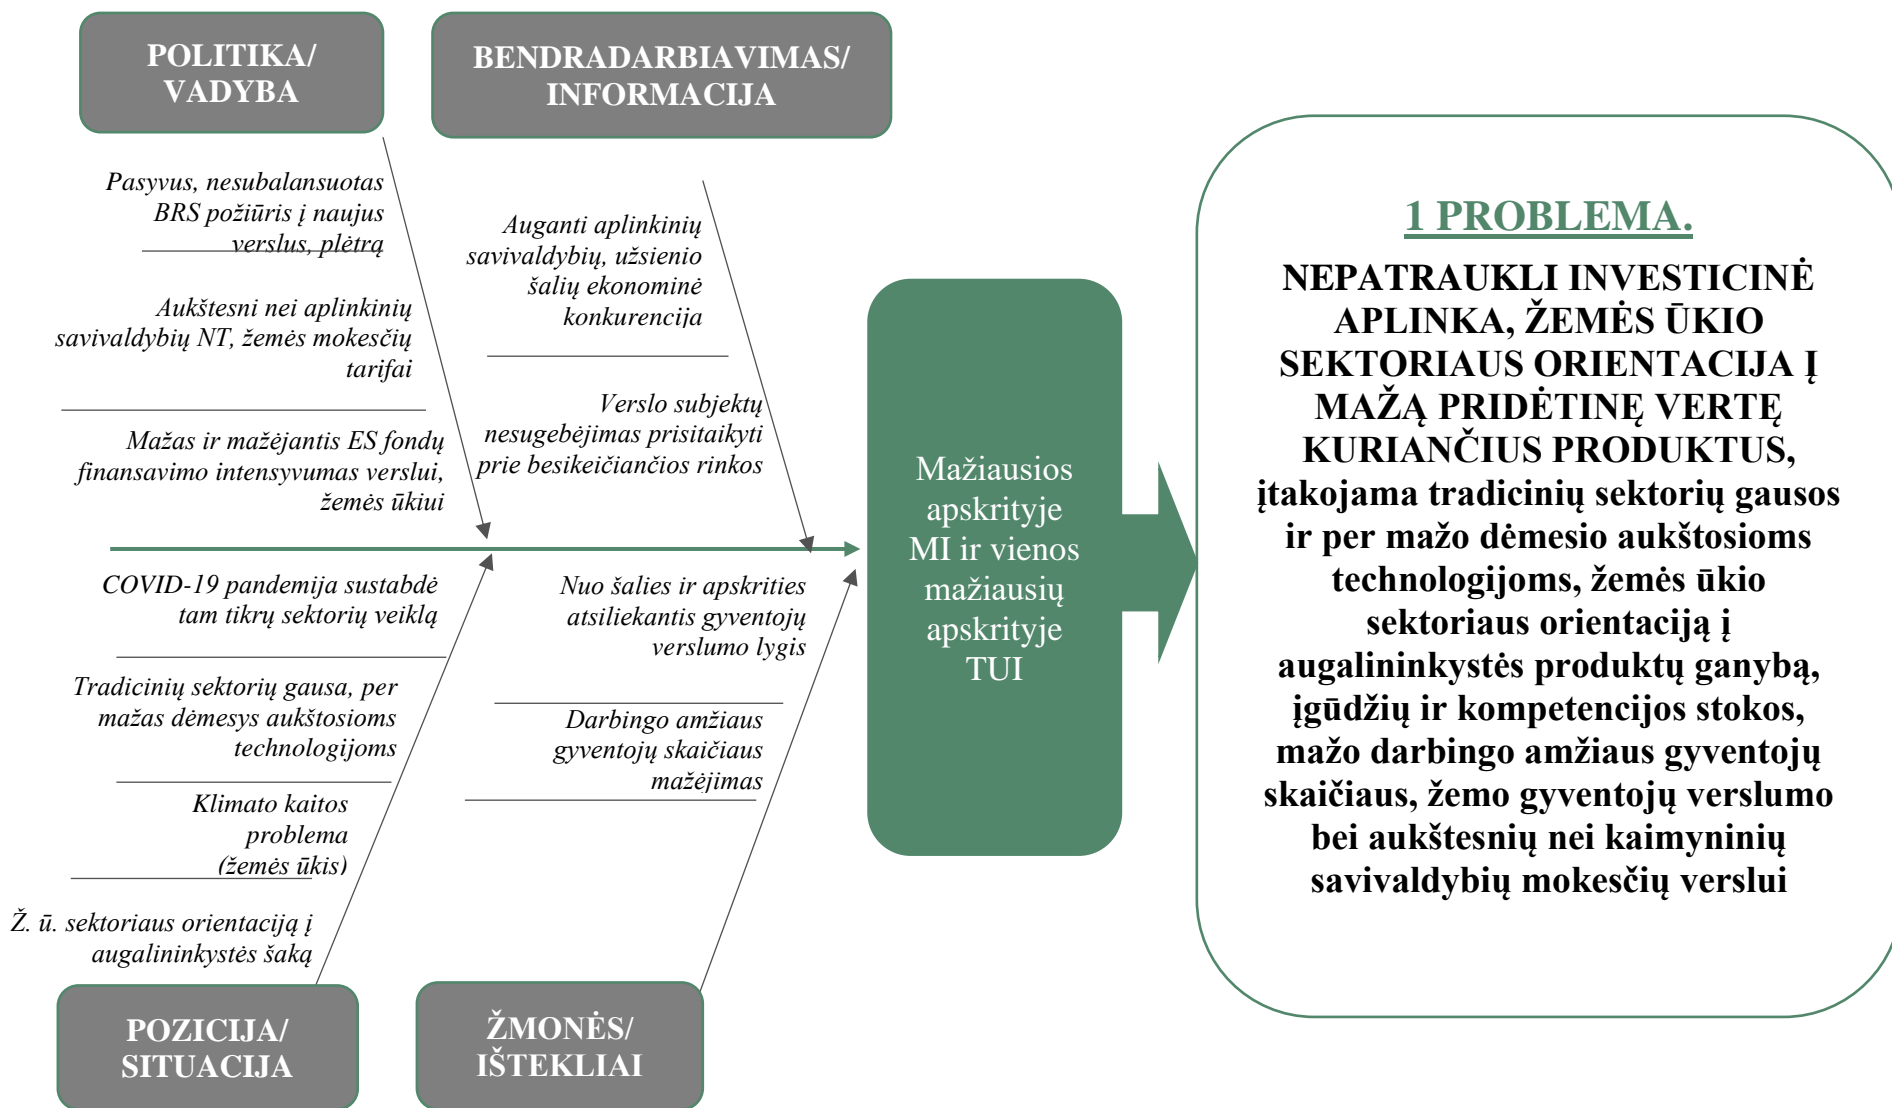 POLITIKA/
VADYBA
BENDRADARBIAVIMAS/
INFORMACIJA
Pasyvus, nesubalansuotas
BRS požiūris į naujus
verslus, plėtrą
Aukštesni nei aplinkinių
savivaldybių NT, žemės mokesčių
tarifai
Mažas ir mažėjantis ES fondų
finansavimo intensyvumas verslui,
žemės ūkiui
Auganti aplinkinių
savivaldybių, užsienio
šalių ekonominė
konkurencija
Verslo subjektų
nesugebėjimas prisitaikyti
prie besikeičiančios rinkos
COVID-19 pandemija sustabdė
tam tikrų sektorių veiklą
Tradicinių sektorių gausa, per
mažas dėmesys aukštosioms
technologijoms
Klimato kaitos
problema
(žemės ūkis)
Ž. ū. sektoriaus orientaciją į
augalininkystės šaką
Nuo šalies ir apskrities
atsiliekantis gyventojų
verslumo lygis
Darbingo amžiaus
gyventojų skaičiaus
mažėjimas
POZICIJA/
SITUACIJA
ŽMONĖS/
IŠTEKLIAI
Mažiausios
apskrityje
MI ir vienos
mažiausių
apskrityje
TUI
1 PROBLEMA.
NEPATRAUKLI INVESTICINĖ
APLINKA, ŽEMĖS ŪKIO
SEKTORIAUS ORIENTACIJA Į
MAŽĄ PRIDĖTINĘ VERTĘ
KURIANČIUS PRODUKTUS,
įtakojama tradicinių sektorių gausos
ir per mažo dėmesio aukštosioms
technologijoms, žemės ūkio
sektoriaus orientaciją į
augalininkystės produktų ganybą,
įgūdžių ir kompetencijos stokos,
mažo darbingo amžiaus gyventojų
skaičiaus, žemo gyventojų verslumo
bei aukštesnių nei kaimyninių
savivaldybių mokesčių verslui